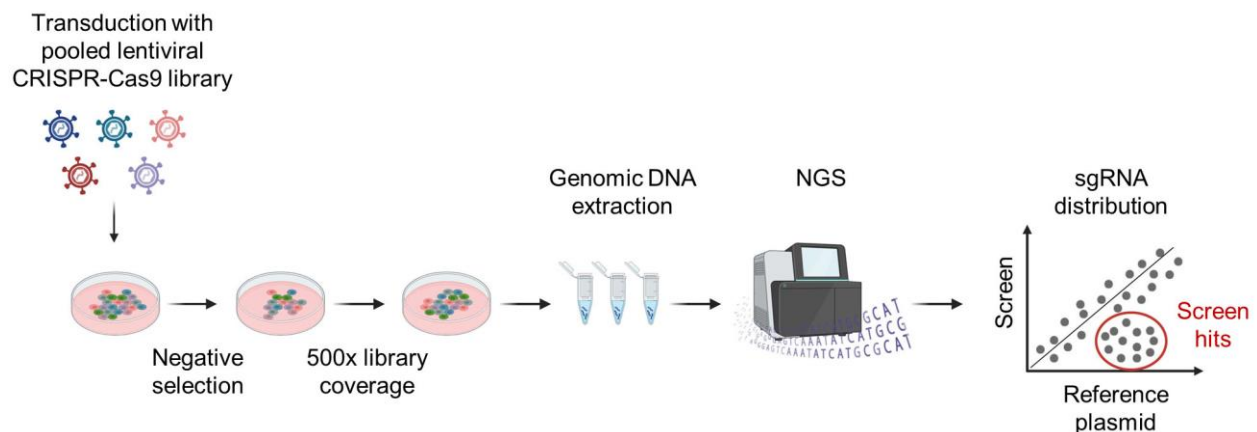 Transduction with
pooled lentiviral
CRISPR-Cas9 library
Negative
selection
500x library
coverage
Genomic DNA
extraction
NGS
sgRNA
distribution
Screen
Screen
hits
Reference
plasmid